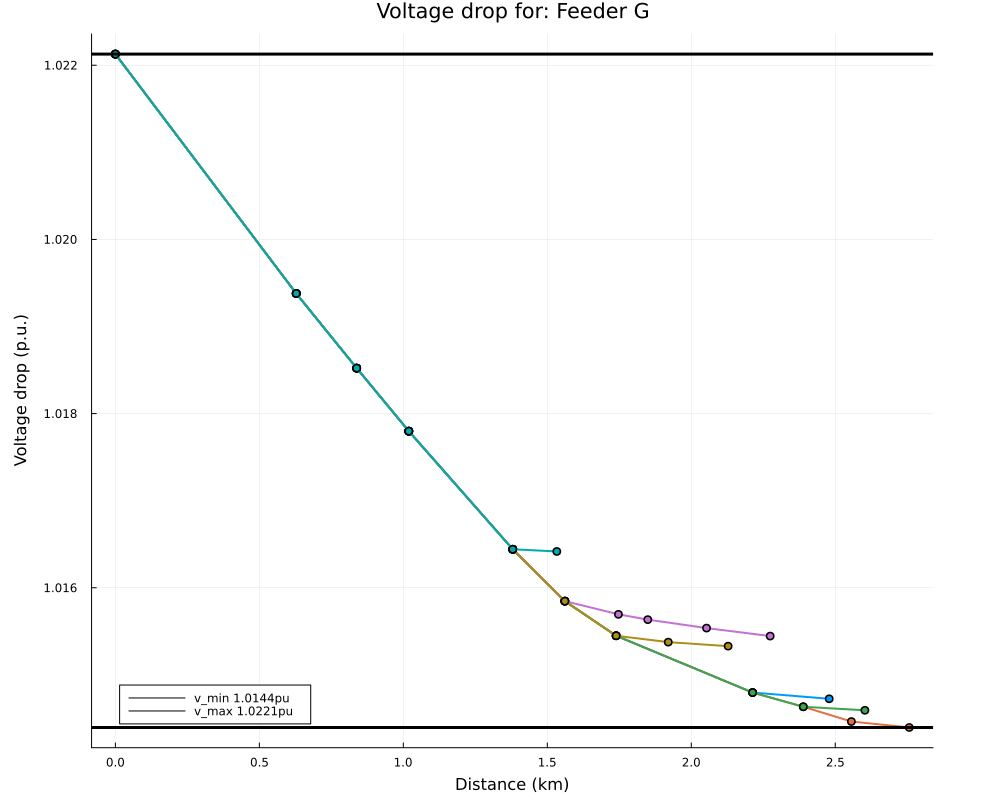 Voltage drop for: Feeder G
Voltage drop (p.u.)
1.022
1.020
1.018
1.016
v_min 1.0144pu
v_max 1.0221pu
0.0 0.5 1.0 1.5 2.0 2.5
Distance (km)